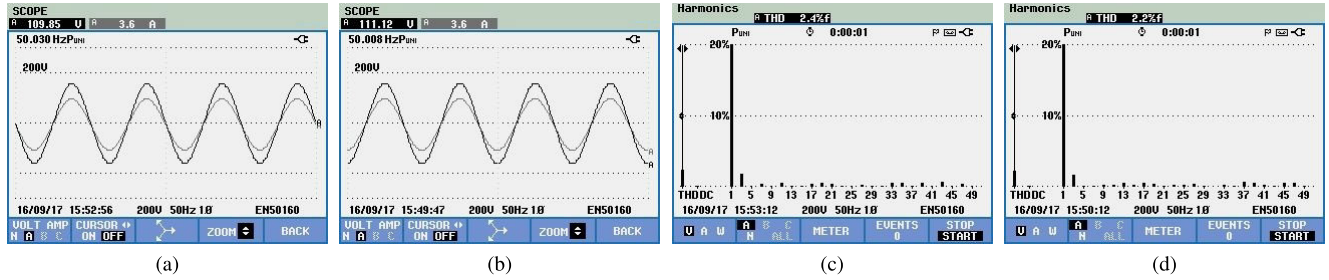 SCOPE
A 109.85 V A 3.6 A
50.030 HzPUNI
200V
A
16/09/17 15:52:56 200V 50Hz 1Ø EN50160
VOLT AMP
N A B C
CURSOR
ON OFF
ZOOM
BACK
(a)
SCOPE
A 111.12 V A 3.6 A
50.008 HzPUNI
200V
A
A
16/09/17 15:49:47 200V 50Hz 1Ø EN50160
VOLT AMP
N A B C
CURSOR
ON OFF
ZOOM
BACK
(b)
Harmonics
A THD 2.4%f
PUNI 0:00:01 P
20%
10%
THDDC 1 5 9 13 17 21 25 29 33 37 41 45 49
16/09/17 15:53:12 200V 50Hz 1Ø EN50160
V A W
A B C
N ALL
METER
EVENTS
0
STOP
START
(c)
Harmonics
A THD 2.2%f
PUNI 0:00:01 P
20%
10%
THDDC 1 5 9 13 17 21 25 29 33 37 41 45 49
16/09/17 15:50:12 200V 50Hz 1Ø EN50160
V A W
A B C
N ALL
METER
EVENTS
0
STOP
START
(d)